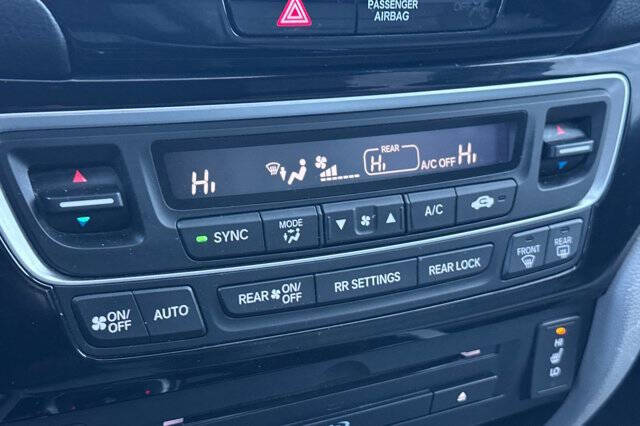 PASSENGER
AIRBAG
REAR
Hi
Hi
A/C OFF
Hi
SYNC
MODE
A/C
ON/
OFF
AUTO
REAR
ON/
OFF
RR SETTINGS
REAR LOCK
FRONT
REAR
HI
LO